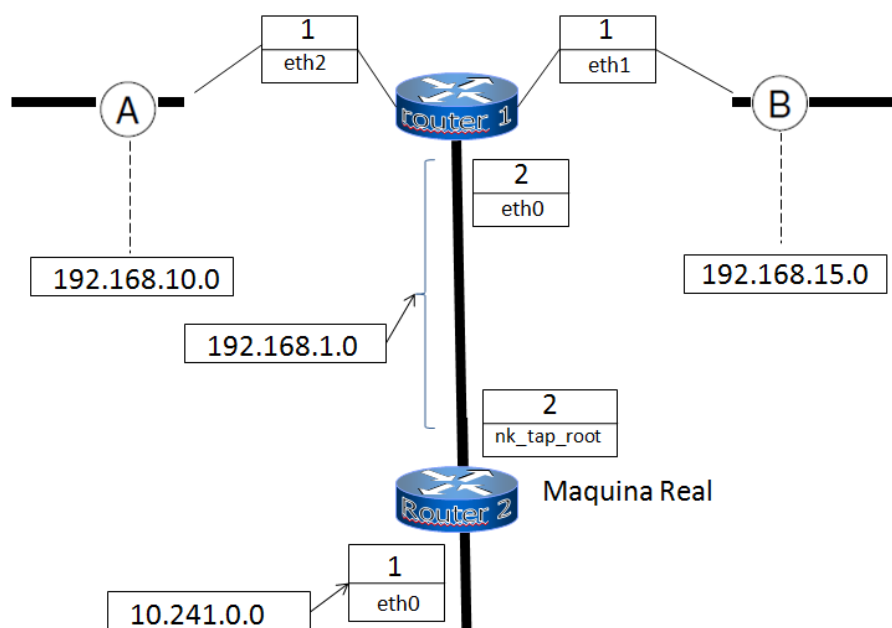 1
eth2
1
eth1
A
router 1
B
2
eth0
192.168.10.0
192.168.15.0
192.168.1.0
2
nk_tap_root
Router 2
Maquina Real
1
eth0
10.241.0.0